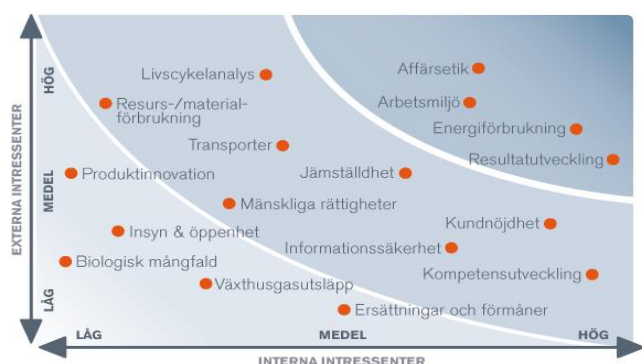 HÖG
Livscykelanalys
Affärsetik
Resurs-/material-
förbrukning
Arbetsmiljö
Energiförbrukning
Transporter
Resultatutveckling
EXTERNA INTRESSENTER
MEDEL
Produktinnovation
Jämställdhet
Mänskliga rättigheter
Kundnöjdhet
Insyn & öppenhet
Informationssäkerhet
Biologisk mångfald
Kompetensutveckling
Växthusgasutsläpp
LÅG
Ersättningar och förmåner
LÅG
MEDEL
HÖG
INTERNA INTRESSENTER